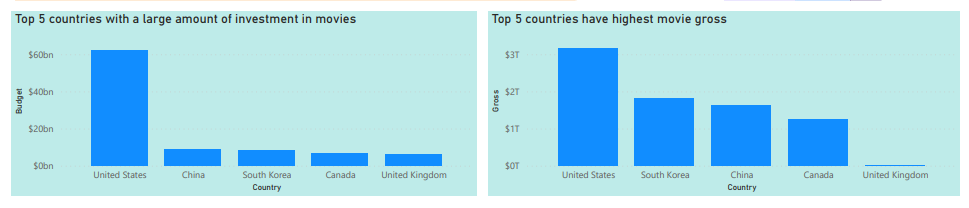 Top 5 countries with a large amount of investment in movies
$60bn
$40bn
$20bn
$0bn
Budget
United States China South Korea Canada United Kingdom
Country
Top 5 countries have highest movie gross
$3T
$2T
$1T
$0T
Gross
United States South Korea China Canada United Kingdom
Country